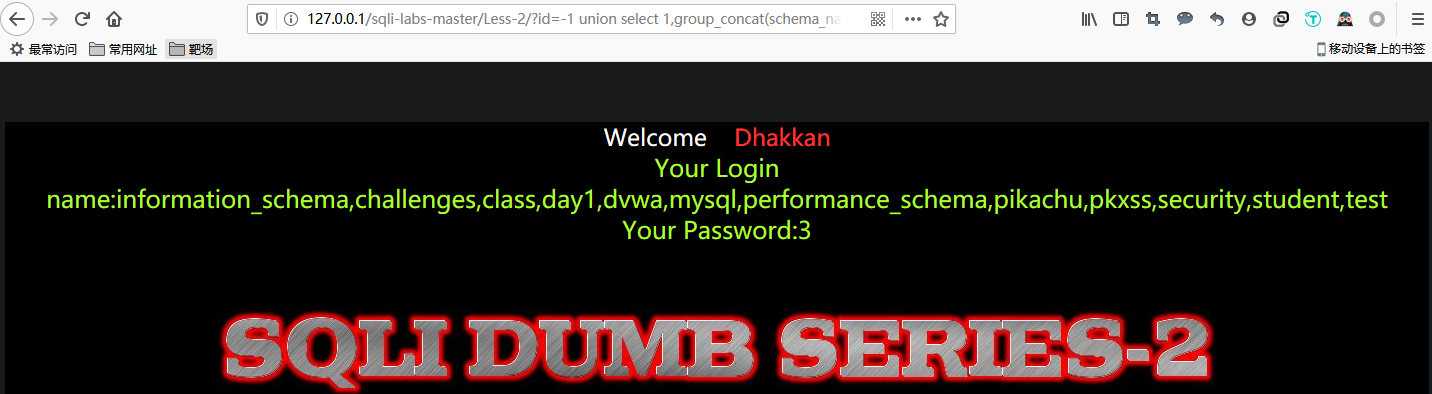 127.0.0.1/sqli-labs-master/Less-2/?id=-1 union select 1,group_concat(schema_na
最常访问 常用网址 靶场 移动设备上的书签
Welcome Dhakkan
Your Login
name:information_schema,challenges,class,day1,dvwa,mysql,performance_schema,pikachu,pkxss,security,student,test
Your Password:3
SQLI DUMB SERIES-2